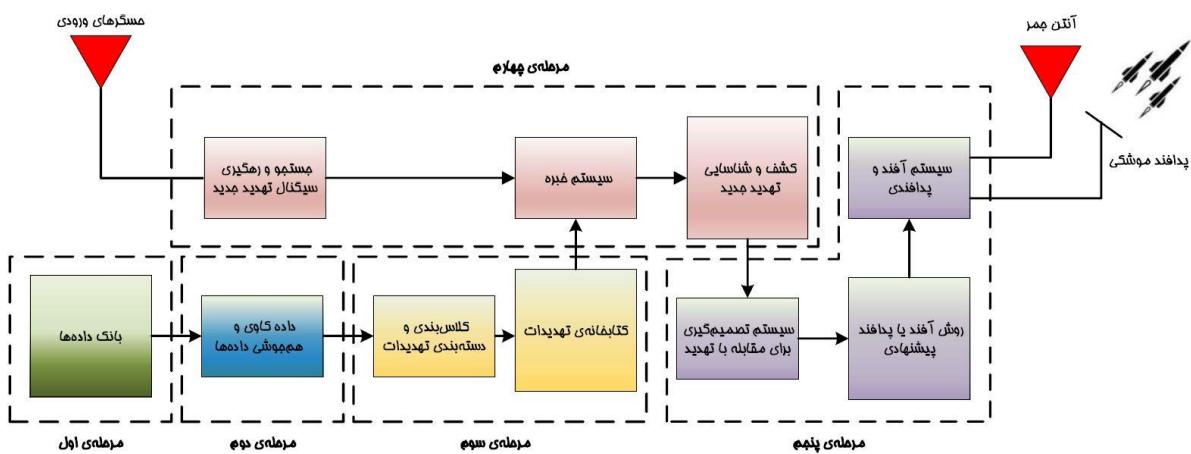 حسگرهای ورودی
آنتن جمر
مرحله‌ی چهارم
پدافند موشکی
جستجو و رهگیری
سیگنال تهدید جدید
سیستم خبره
کشف و شناسایی
تهدید جدید
سیستم آفند و
پدافندی
بانک داده‌ها
داده کاوی و
هم‌جوشی داده‌ها
کلاس‌بندی و
دسته‌بندی تهدیدات
کتابخانه‌ی تهدیدات
سیستم تصمیم‌گیری
برای مقابله با تهدید
روش آفند یا پدافند
پیشنهادی
مرحله‌ی اول
مرحله‌ی دوم
مرحله‌ی سوم
مرحله‌ی پنجم